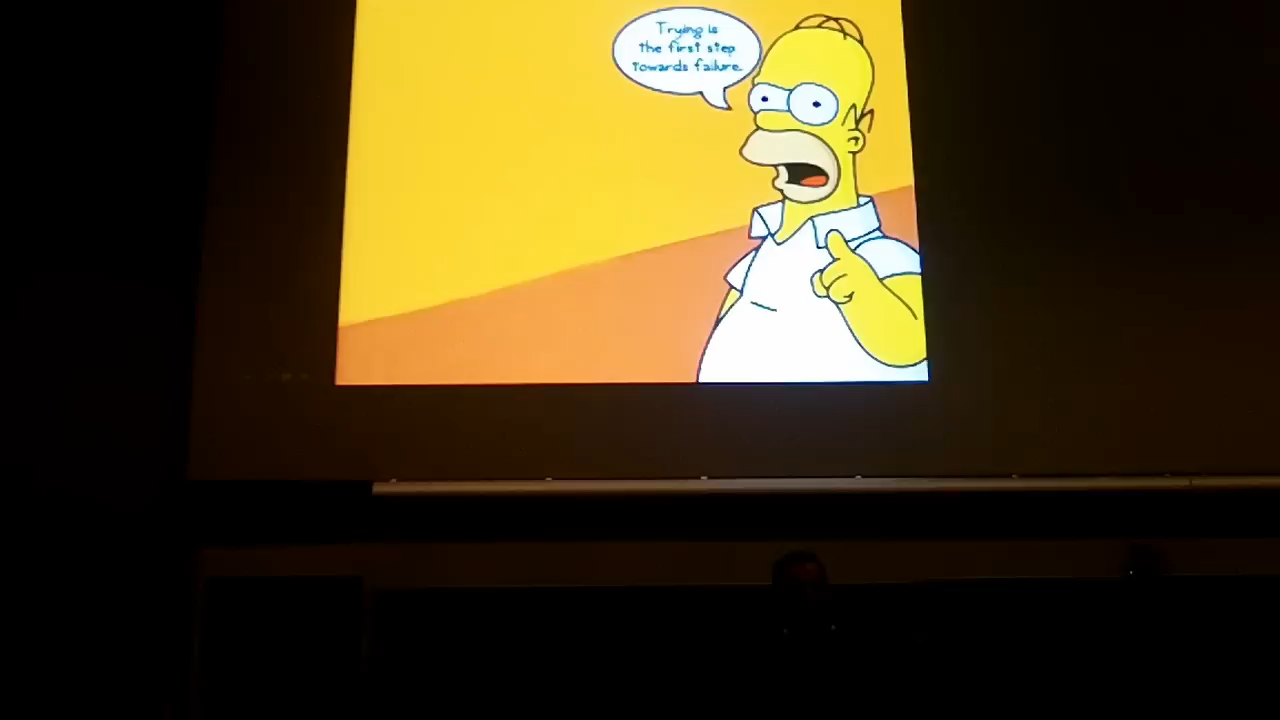 Trying is
the first step
towards failure.